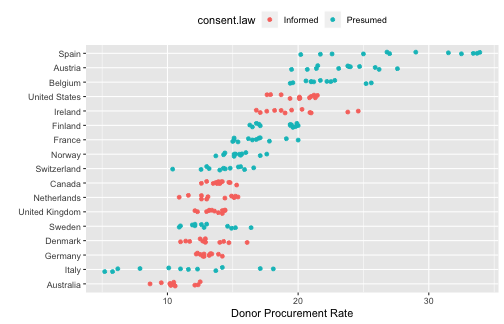 consent.law Informed Presumed
Spain
Austria
Belgium
United States
Ireland
Finland
France
Norway
Switzerland
Canada
Netherlands
United Kingdom
Sweden
Denmark
Germany
Italy
Australia
10 20 30
Donor Procurement Rate